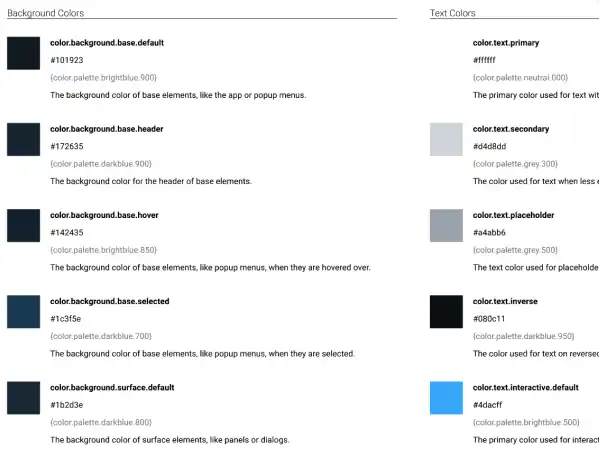 Background Colors
color.background.base.default
#101923
{color.palette.brightblue.900}
The background color of base elements, like the app or popup menus.
color.background.base.header
#172635
{color.palette.darkblue.900}
The background color for the header of base elements.
color.background.base.hover
#142435
{color.palette.brightblue.850}
The background color of base elements, like popup menus, when they are hovered over.
color.background.base.selected
#1c3f5e
{color.palette.darkblue.700}
The background color of base elements, like popup menus, when they are selected.
color.background.surface.default
#1b2d3e
{color.palette.darkblue.800}
The background color of surface elements, like panels or dialogs.
Text Colors
color.text.primary
#ffffff
{color.palette.neutral.000}
The primary color used for text wit
color.text.secondary
#d4d8dd
{color.palette.grey.300}
The color used for text when less e
color.text.placeholder
#a4abb6
{color.palette.grey.500}
The text color used for placeholde
color.text.inverse
#080c11
{color.palette.darkblue.950}
The color used for text on reversed
color.text.interactive.default
#4dacff
{color.palette.brightblue.500}
The primary color used for interact